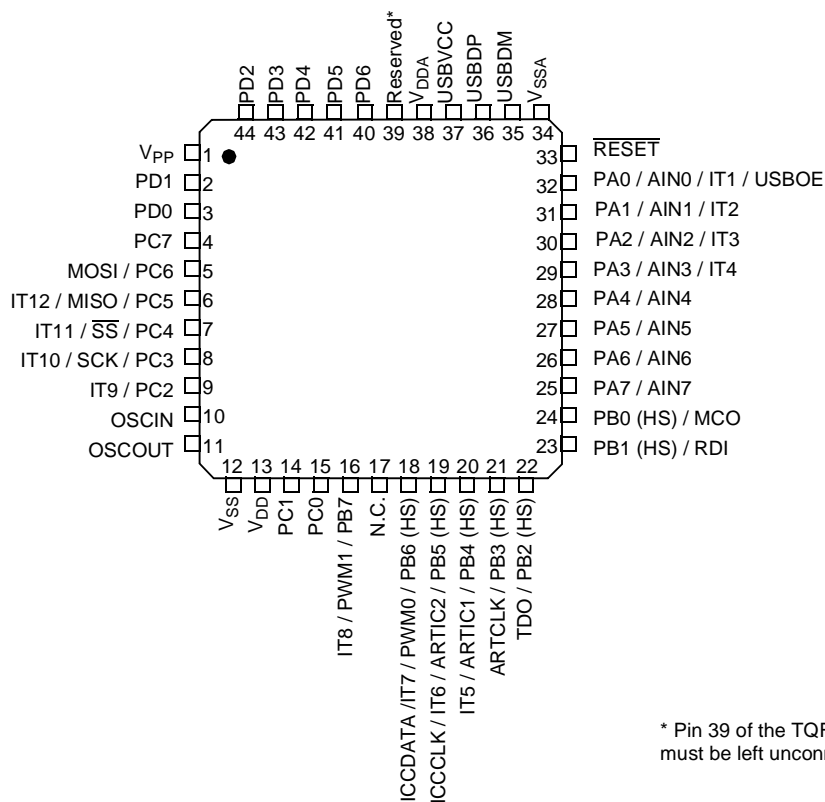 PD2
PD3
PD4
PD5
PD6
Reserved*
VDDA
USBVCC
USBDP
USBDM
VSSA
44 43 42 41 40 39 38 37 36 35 34
VPP 1
PD1 2
PD0 3
PC7 4
MOSI / PC6 5
IT12 / MISO / PC5 6
IT11 / SS / PC4 7
IT10 / SCK / PC3 8
IT9 / PC2 9
OSCIN 10
OSCOUT 11
33 RESET
32 PA0 / AIN0 / IT1 / USBOE
31 PA1 / AIN1 / IT2
30 PA2 / AIN2 / IT3
29 PA3 / AIN3 / IT4
28 PA4 / AIN4
27 PA5 / AIN5
26 PA6 / AIN6
25 PA7 / AIN7
24 PB0 (HS) / MCO
23 PB1 (HS) / RDI
12 13 14 15 16 17 18 19 20 21 22
VSS
VDD
PC1
PC0
IT8 / PWM1 / PB7
N.C.
ICCDATA /IT7 / PWM0 / PB6 (HS)
ICCCLK / IT6 / ARTIC2 / PB5 (HS)
IT5 / ARTIC1 / PB4 (HS)
ARTCLK / PB3 (HS)
TDO / PB2 (HS)
* Pin 39 of the
must be left